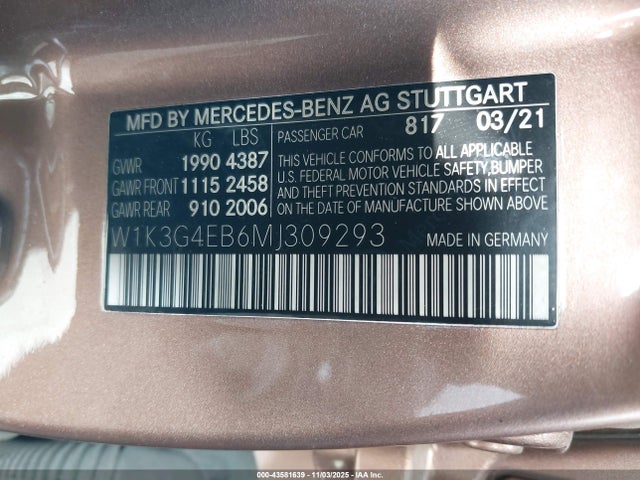 MFD BY MERCEDES-BENZ AG STUTTGART
KG LBS PASSENGER CAR 817 03/21
GVWR 1990 4387
GAWR FRONT 1115 2458
GAWR REAR 910 2006
THIS VEHICLE CONFORMS TO ALL APPLICABLE
U.S. FEDERAL MOTOR VEHICLE SAFETY,BUMPER
AND THEFT PREVENTION STANDARDS IN EFFECT
ON THE DATE OF MANUFACTURE SHOWN ABOVE
W1K3G4EB6MJ309293 MADE IN GERMANY
000-43581639 | 11/03/2025 | IAAI.COM